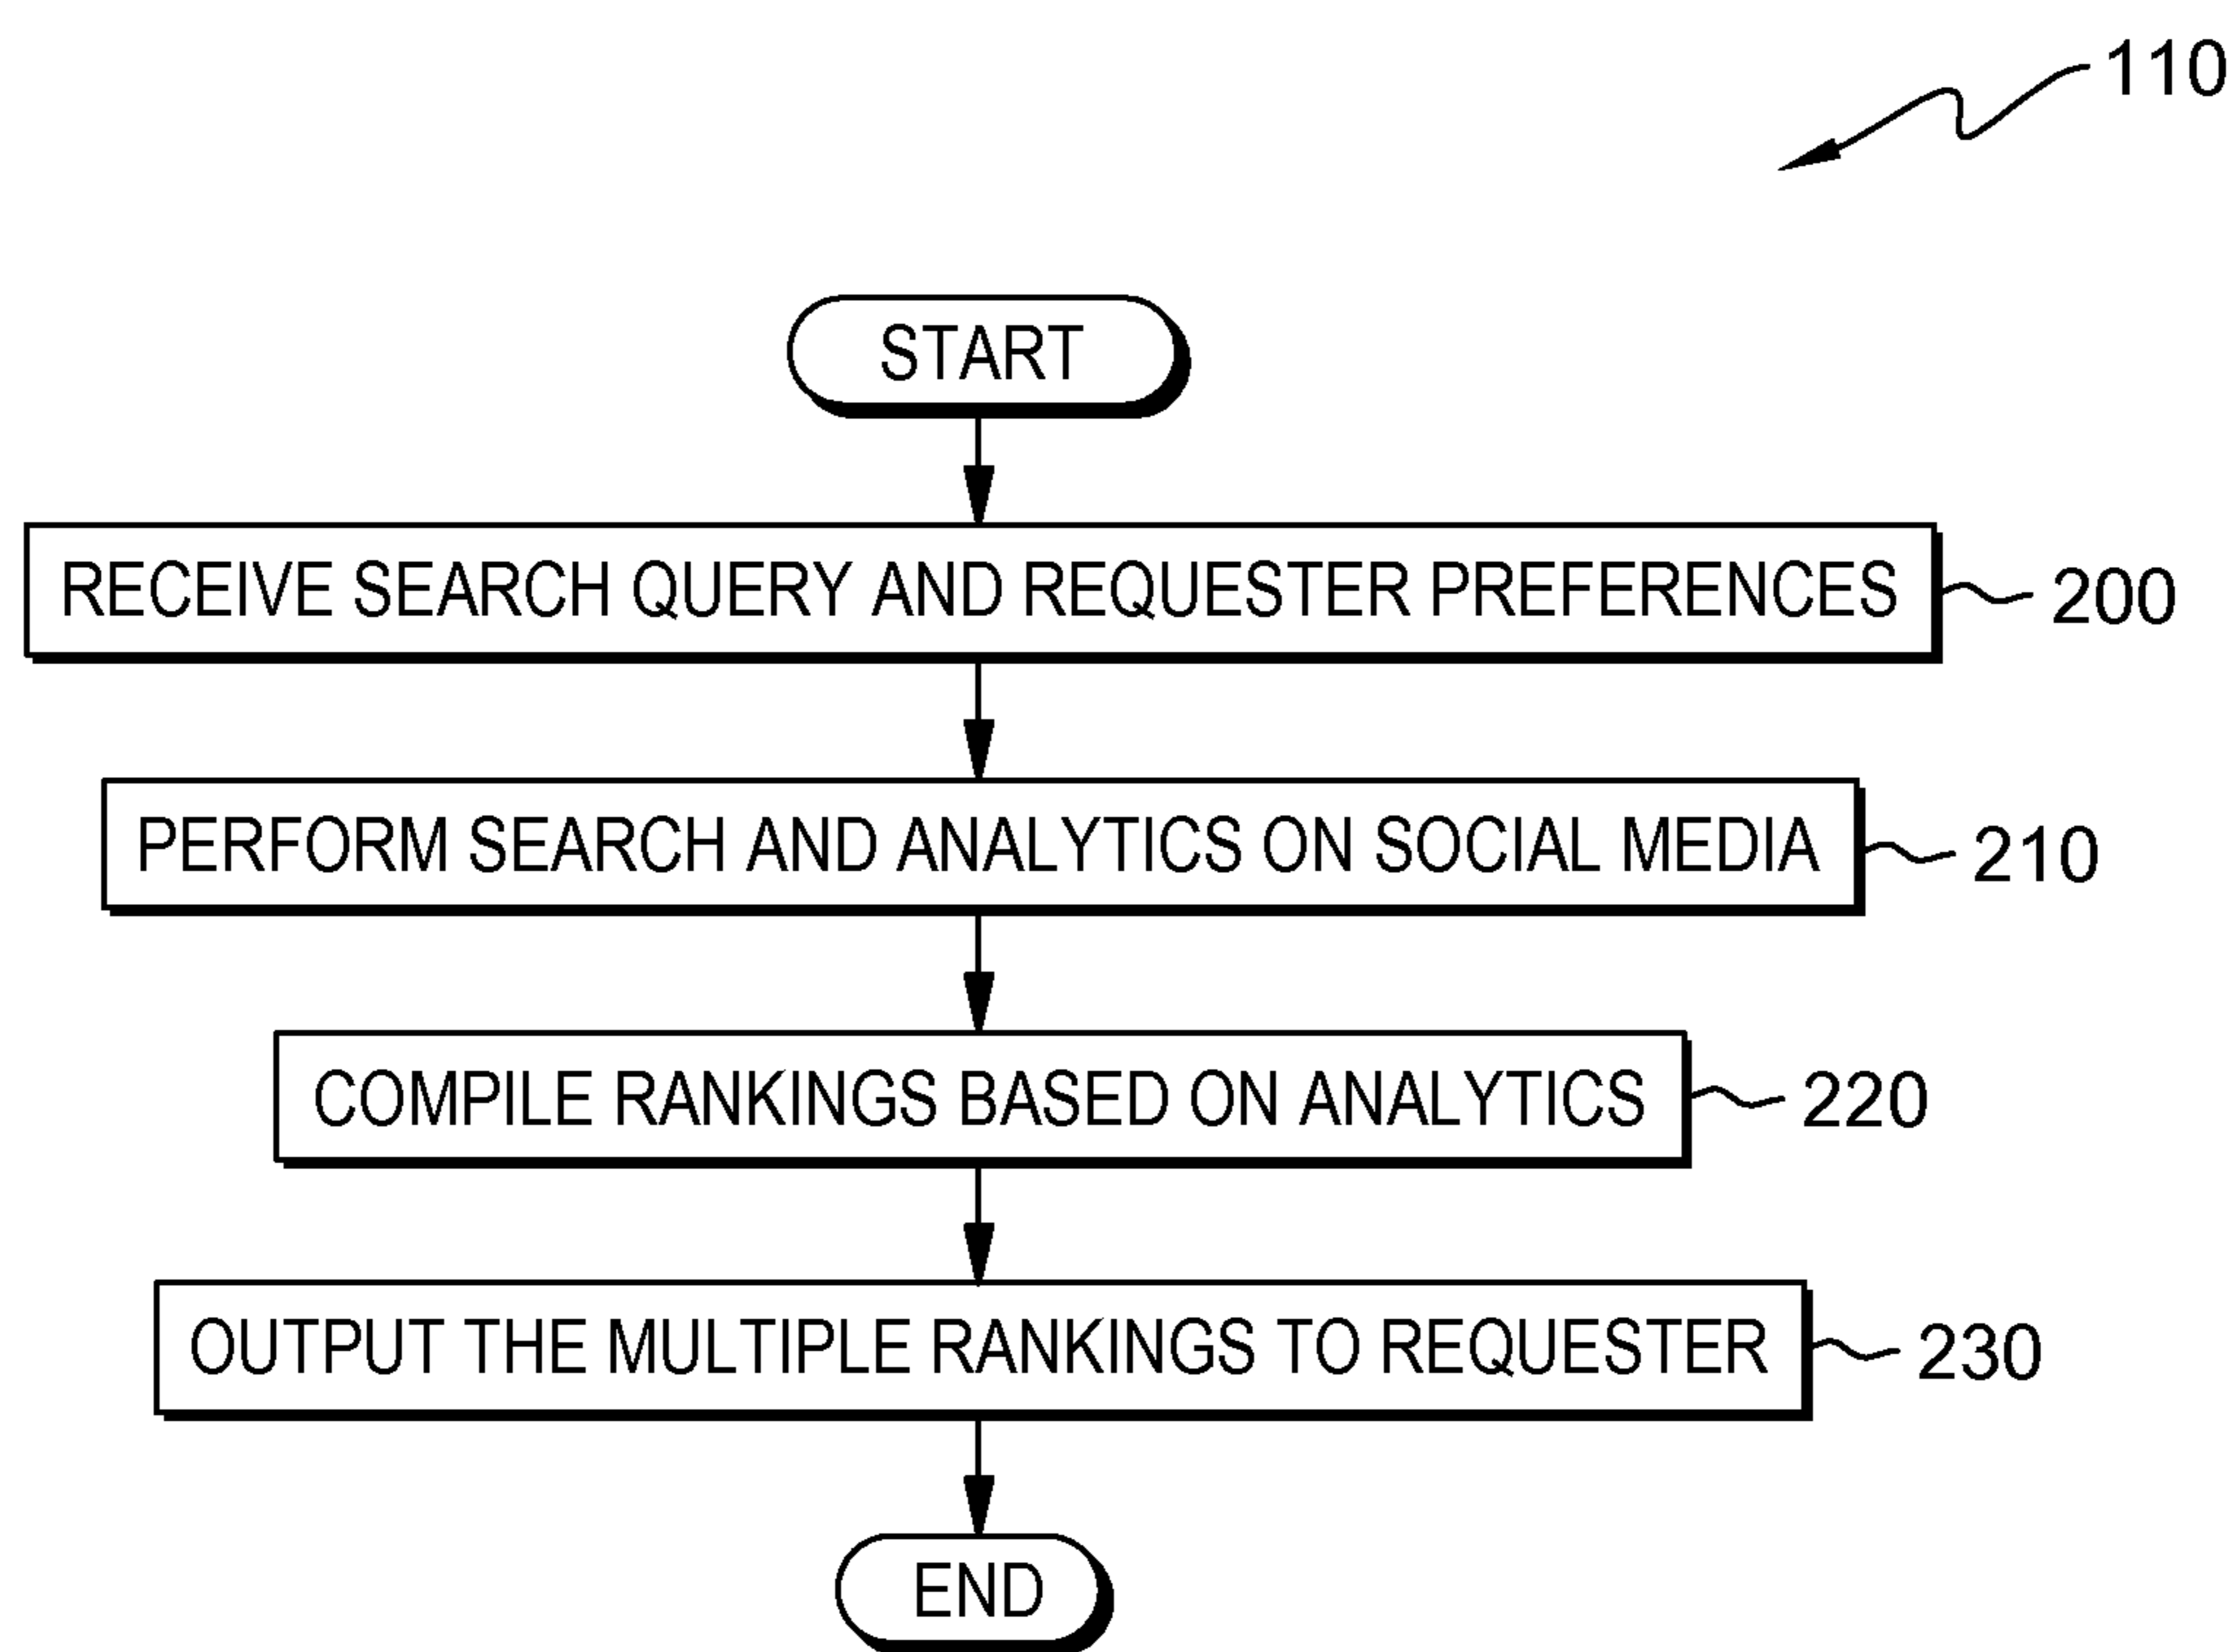 110
START
RECEIVE SEARCH QUERY AND REQUESTER PREFERENCES
200
PERFORM SEARCH AND ANALYTICS ON SOCIAL MEDIA
210
COMPILE RANKINGS BASED ON ANALYTICS
220
OUTPUT THE MULTIPLE RANKINGS TO REQUESTER
230
END